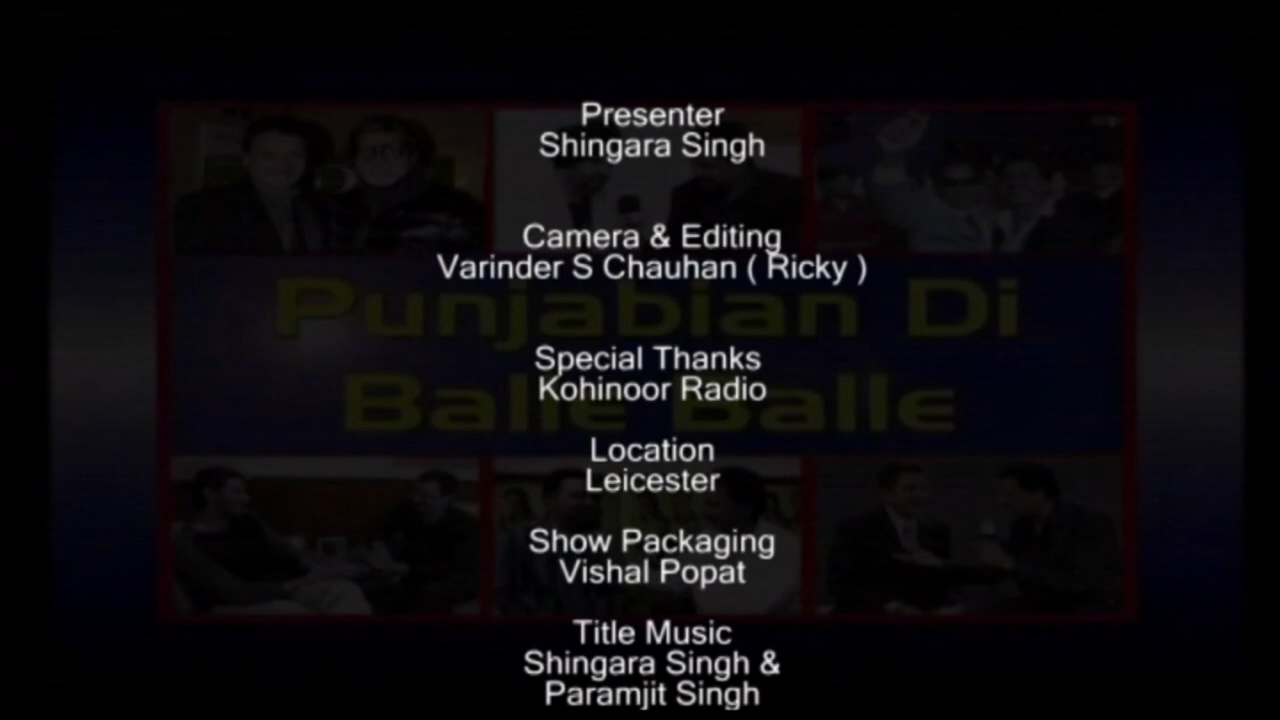 Presenter
Shingara Singh
Camera & Editing
Varinder S Chauhan ( Ricky )
Punjabian Di
Balle Balle
Special Thanks
Kohinoor Radio
Location
Leicester
Show Packaging
Vishal Popat
Title Music
Shingara Singh &
Paramjit Singh